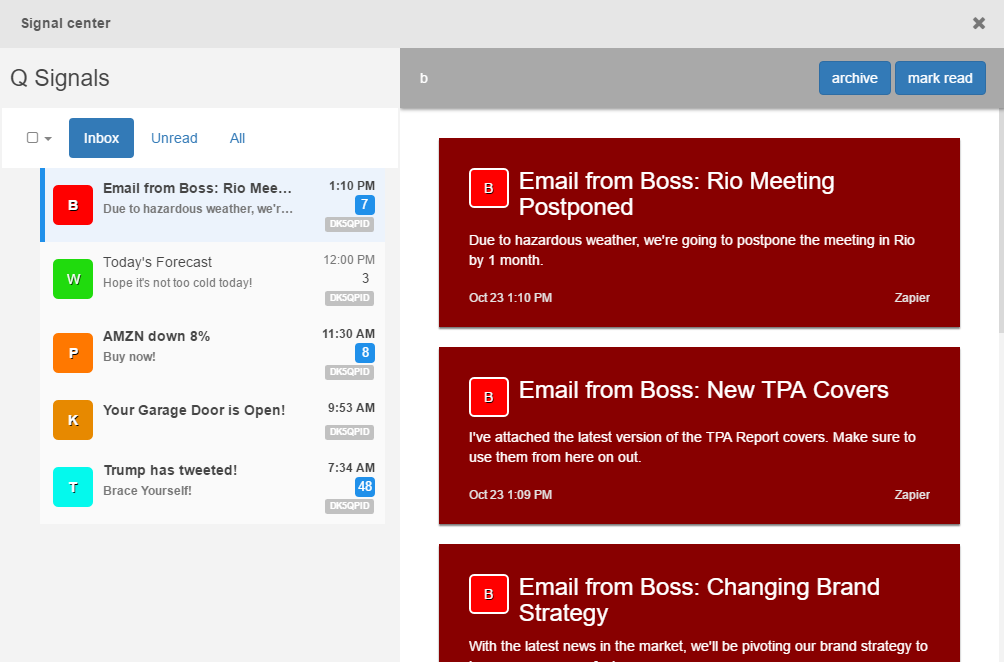 Signal center
Q Signals
Inbox
Unread
All
B
Email from Boss: Rio Mee…
1:10 PM
Due to hazardous weather, we'r…
7
DK5QPID
W
Today's Forecast
12:00 PM
Hope it's not too cold today!
3
DK5QPID
P
AMZN down 8%
11:30 AM
Buy now!
8
DK5QPID
K
Your Garage Door is Open!
9:53 AM
DK5QPID
T
Trump has tweeted!
7:34 AM
Brace Yourself!
48
DK5QPID
b
archive
mark read
B
Email from Boss: Rio Meeting
Postponed
Due to hazardous weather, we're going to postpone the meeting in Rio
by 1 month.
Oct 23 1:10 PM
Zapier
B
Email from Boss: New TPA Covers
I've attached the latest version of the TPA Report covers. Make sure to
use them from here on out.
Oct 23 1:09 PM
Zapier
B
Email from Boss: Changing Brand
Strategy
With the latest news in the market, we'll be pivoting our brand strategy to